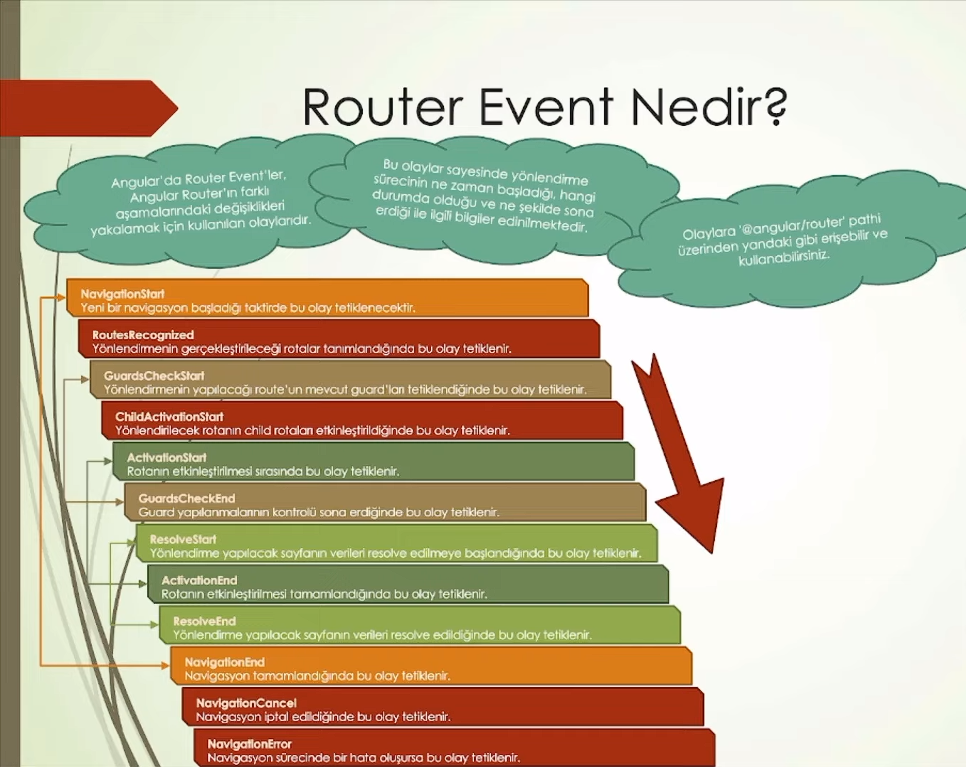 Router Event Nedir?
Angular'da Router Event'ler,
Angular Router'ın farklı
aşamalarındaki değişiklikleri
yakalamak için kullanılan olaylarıdır.
Bu olaylar sayesinde yönlendirme
sürecinin ne zaman başladığı, hangi
durumda olduğu ve ne şekilde sona
erdiği ile ilgili bilgiler edinilmektedir.
Olaylara '@angular/router' pathi
üzerinden yandaki gibi erişebilir ve
kullanabilirsiniz.
NavigationStart
Yeni bir navigasyon başladığı taktirde bu olay tetiklenecektir.
RoutesRecognized
Yönlendirmenin gerçekleştirileceği rotalar tanımlandığında bu olay tetiklenir.
GuardsCheckStart
Yönlendirmenin yapılacağı route'un mevcut guard'ları tetiklendiğinde bu olay tetiklenir.
ChildActivationStart
Yönlendirilecek rotanın child rotaları etkinleştirildiğinde bu olay tetiklenir.
ActivationStart
Rotanın etkinleştirilmesi sırasında bu olay tetiklenir.
GuardsCheckEnd
Guard yapılanmalarının kontrolü sona erdiğinde bu olay tetiklenir.
ResolveStart
Yönlendirme yapılacak sayfanın verileri resolve edilmeye başlandığında bu olay tetiklenir.
ActivationEnd
Rotanın etkinleştirilmesi tamamlandığında bu olay tetiklenir.
ResolveEnd
Yönlendirme yapılacak sayfanın verileri resolve edildiğinde bu olay tetiklenir.
NavigationEnd
Navigasyon tamamlandığında bu olay tetiklenir.
NavigationCancel
Navigasyon iptal edildiğinde bu olay tetiklenir.
NavigationError
Navigasyon sürecinde bir hata oluşursa bu olay tetiklenir.